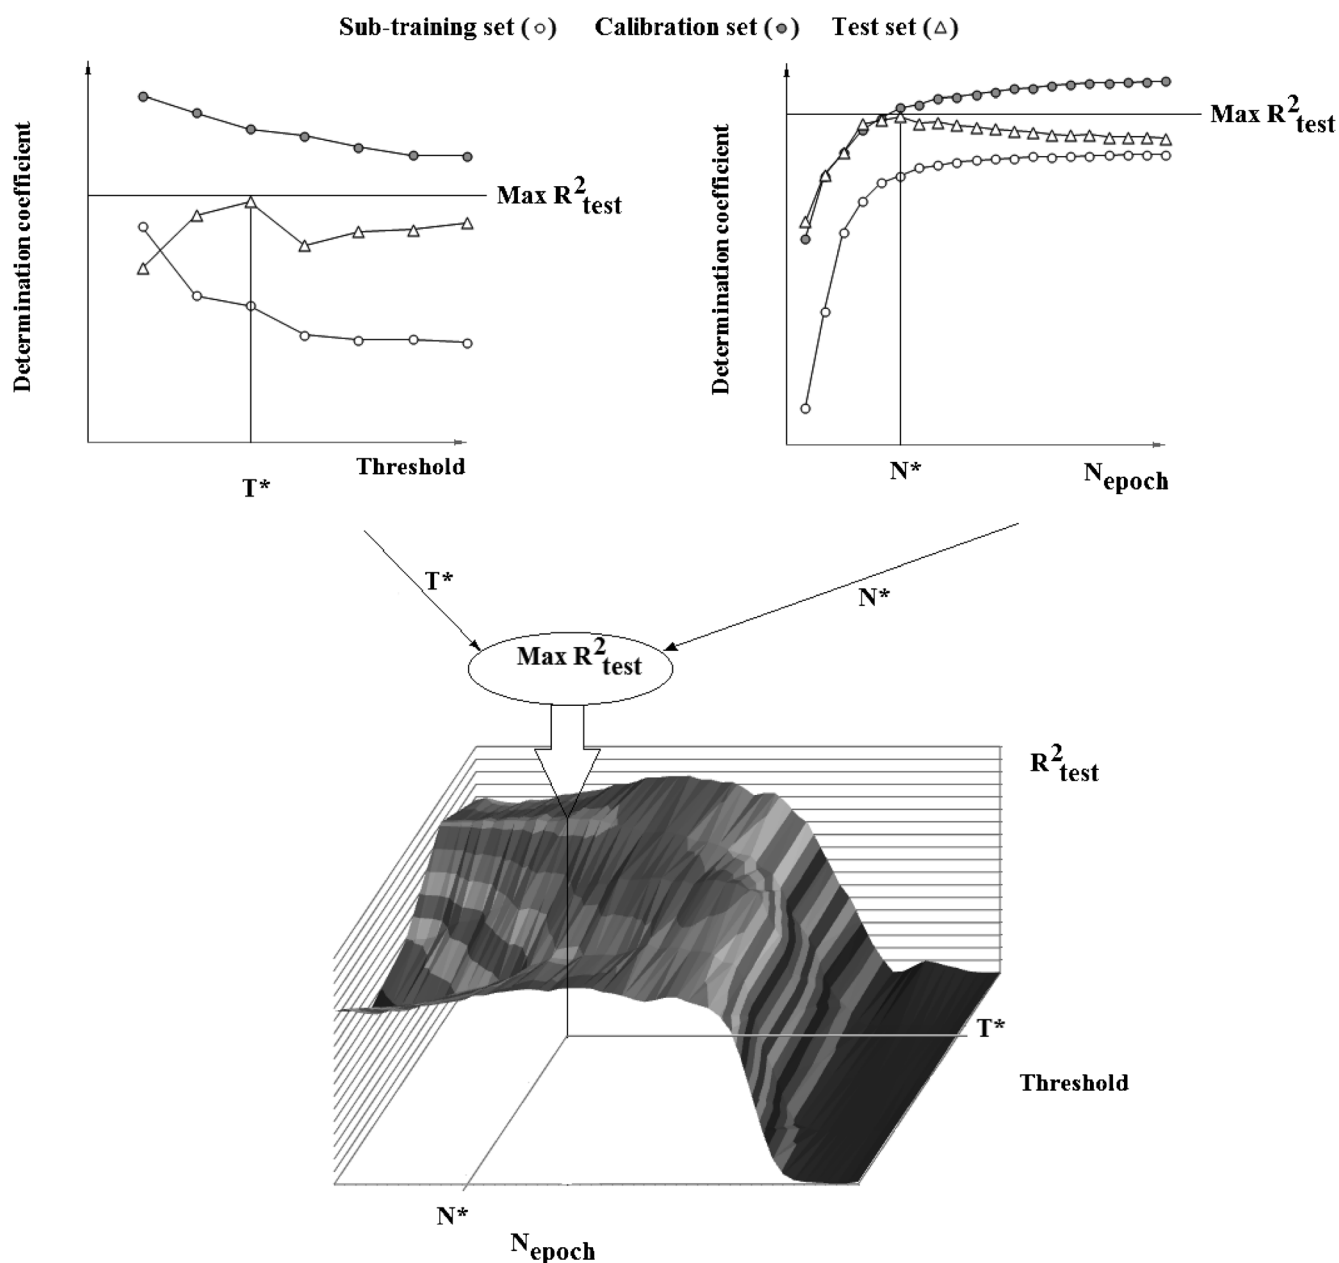 Sub-training set (○) Calibration set (●) Test set (△)
Determination coefficient
Max R²test
Threshold
T*
Determination coefficient
Max R²test
N*
Nepoch
T*
N*
Max R²test
R²test
T*
Threshold
N*
Nepoch